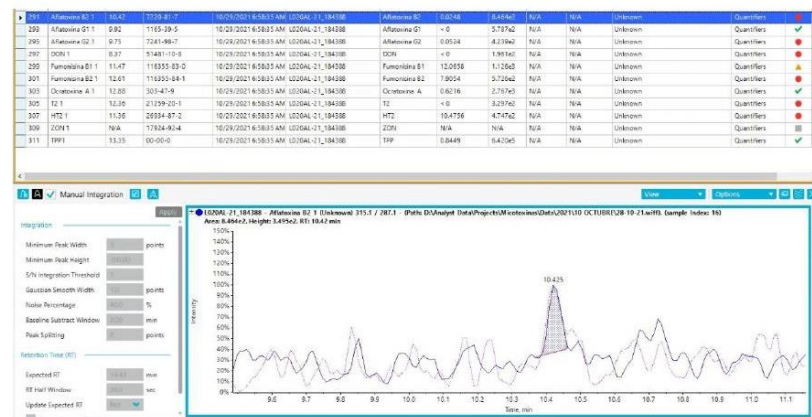 291 Aflatoxina B2 1 10.42 7220-81-7 10/29/2021 6:58:35 AM L020AL-21_184388 Aflatoxina B2 0.0248 8.464e2 N/A N/A Unknown Quantifiers
293 Aflatoxina G1 1 9.92 1165-39-5 10/29/2021 6:58:35 AM L020AL-21_184388 Aflatoxina G1 < 0 5.787e2 N/A N/A Unknown Quantifiers
295 Aflatoxina G2 1 9.75 7241-98-7 10/29/2021 6:58:35 AM L020AL-21_184388 Aflatoxina G2 0.0534 4.239e2 N/A N/A Unknown Quantifiers
297 DON 1 8.37 51481-10-8 10/29/2021 6:58:35 AM L020AL-21_184388 DON 1 < 0 1.981e2 N/A N/A Unknown Quantifiers
299 Fumonisina B1 1 11.47 116355-83-0 10/29/2021 6:58:35 AM L020AL-21_184388 Fumonisina B1 12.0658 1.126e3 N/A N/A Unknown Quantifiers
301 Fumonisina B2 1 12.61 116355-84-1 10/29/2021 6:58:35 AM L020AL-21_184388 Fumonisina B2 7.9054 5.726e2 N/A N/A Unknown Quantifiers
303 Ocratoxina A 1 12.88 303-47-9 10/29/2021 6:58:35 AM L020AL-21_184388 Ocratoxina A 0.6216 2.767e3 N/A N/A Unknown Quantifiers
305 T2 1 12.36 21259-20-1 10/29/2021 6:58:35 AM L020AL-21_184388 T2 < 0 3.297e2 N/A N/A Unknown Quantifiers
307 HT2 1 11.36 26934-87-2 10/29/2021 6:58:35 AM L020AL-21_184388 HT2 10.4756 4.747e2 N/A N/A Unknown Quantifiers
309 ZON 1 N/A 17924-92-4 10/29/2021 6:58:35 AM L020AL-21_184388 ZON N/A N/A N/A N/A Unknown Quantifiers
311 TPP1 13.35 00-00-0 10/29/2021 6:58:35 AM L020AL-21_184388 TPP 0.8449 6.420e5 N/A N/A Unknown Quantifiers
Manual Integration View Options
Apply
Integration
Minimum Peak Width points
Minimum Peak Height
S/N Integration Threshold
Gaussian Smooth Width points
Noise Percentage %
Baseline Subtract Window min
Peak Splitting points
Retention Time (RT)
Expected RT min
RT Half Window sec
Update Expected RT
L020AL-21_184388 - Aflatoxina B2 1 (Unknown) 315.1 / 287.1 - (Path: D:\Analyst Data\Projects\Micotoxinas\Data\2021\10 OCTUBRE\28-10-21.wiff). (sample Index: 16)
Area: 8.464e2, Height: 3.495e2, RT: 10.42 min
150%
140%
130%
120%
110%
100%
90%
80%
70%
60%
50%
40%
30%
20%
10%
0%
Intensity
10.425
9.6 9.7 9.8 9.9 10.0 10.1 10.2 10.3 10.4 10.5 10.6 10.7 10.8 10.9 11.0 11.1
Time, min